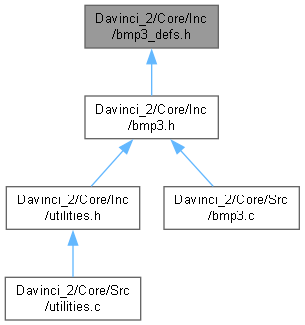 Davinci_2/Core/Inc
/bmp3_defs.h
Davinci_2/Core/Inc
/bmp3.h
Davinci_2/Core/Inc
/utilities.h
Davinci_2/Core/Src
/bmp3.c
Davinci_2/Core/Src
/utilities.c